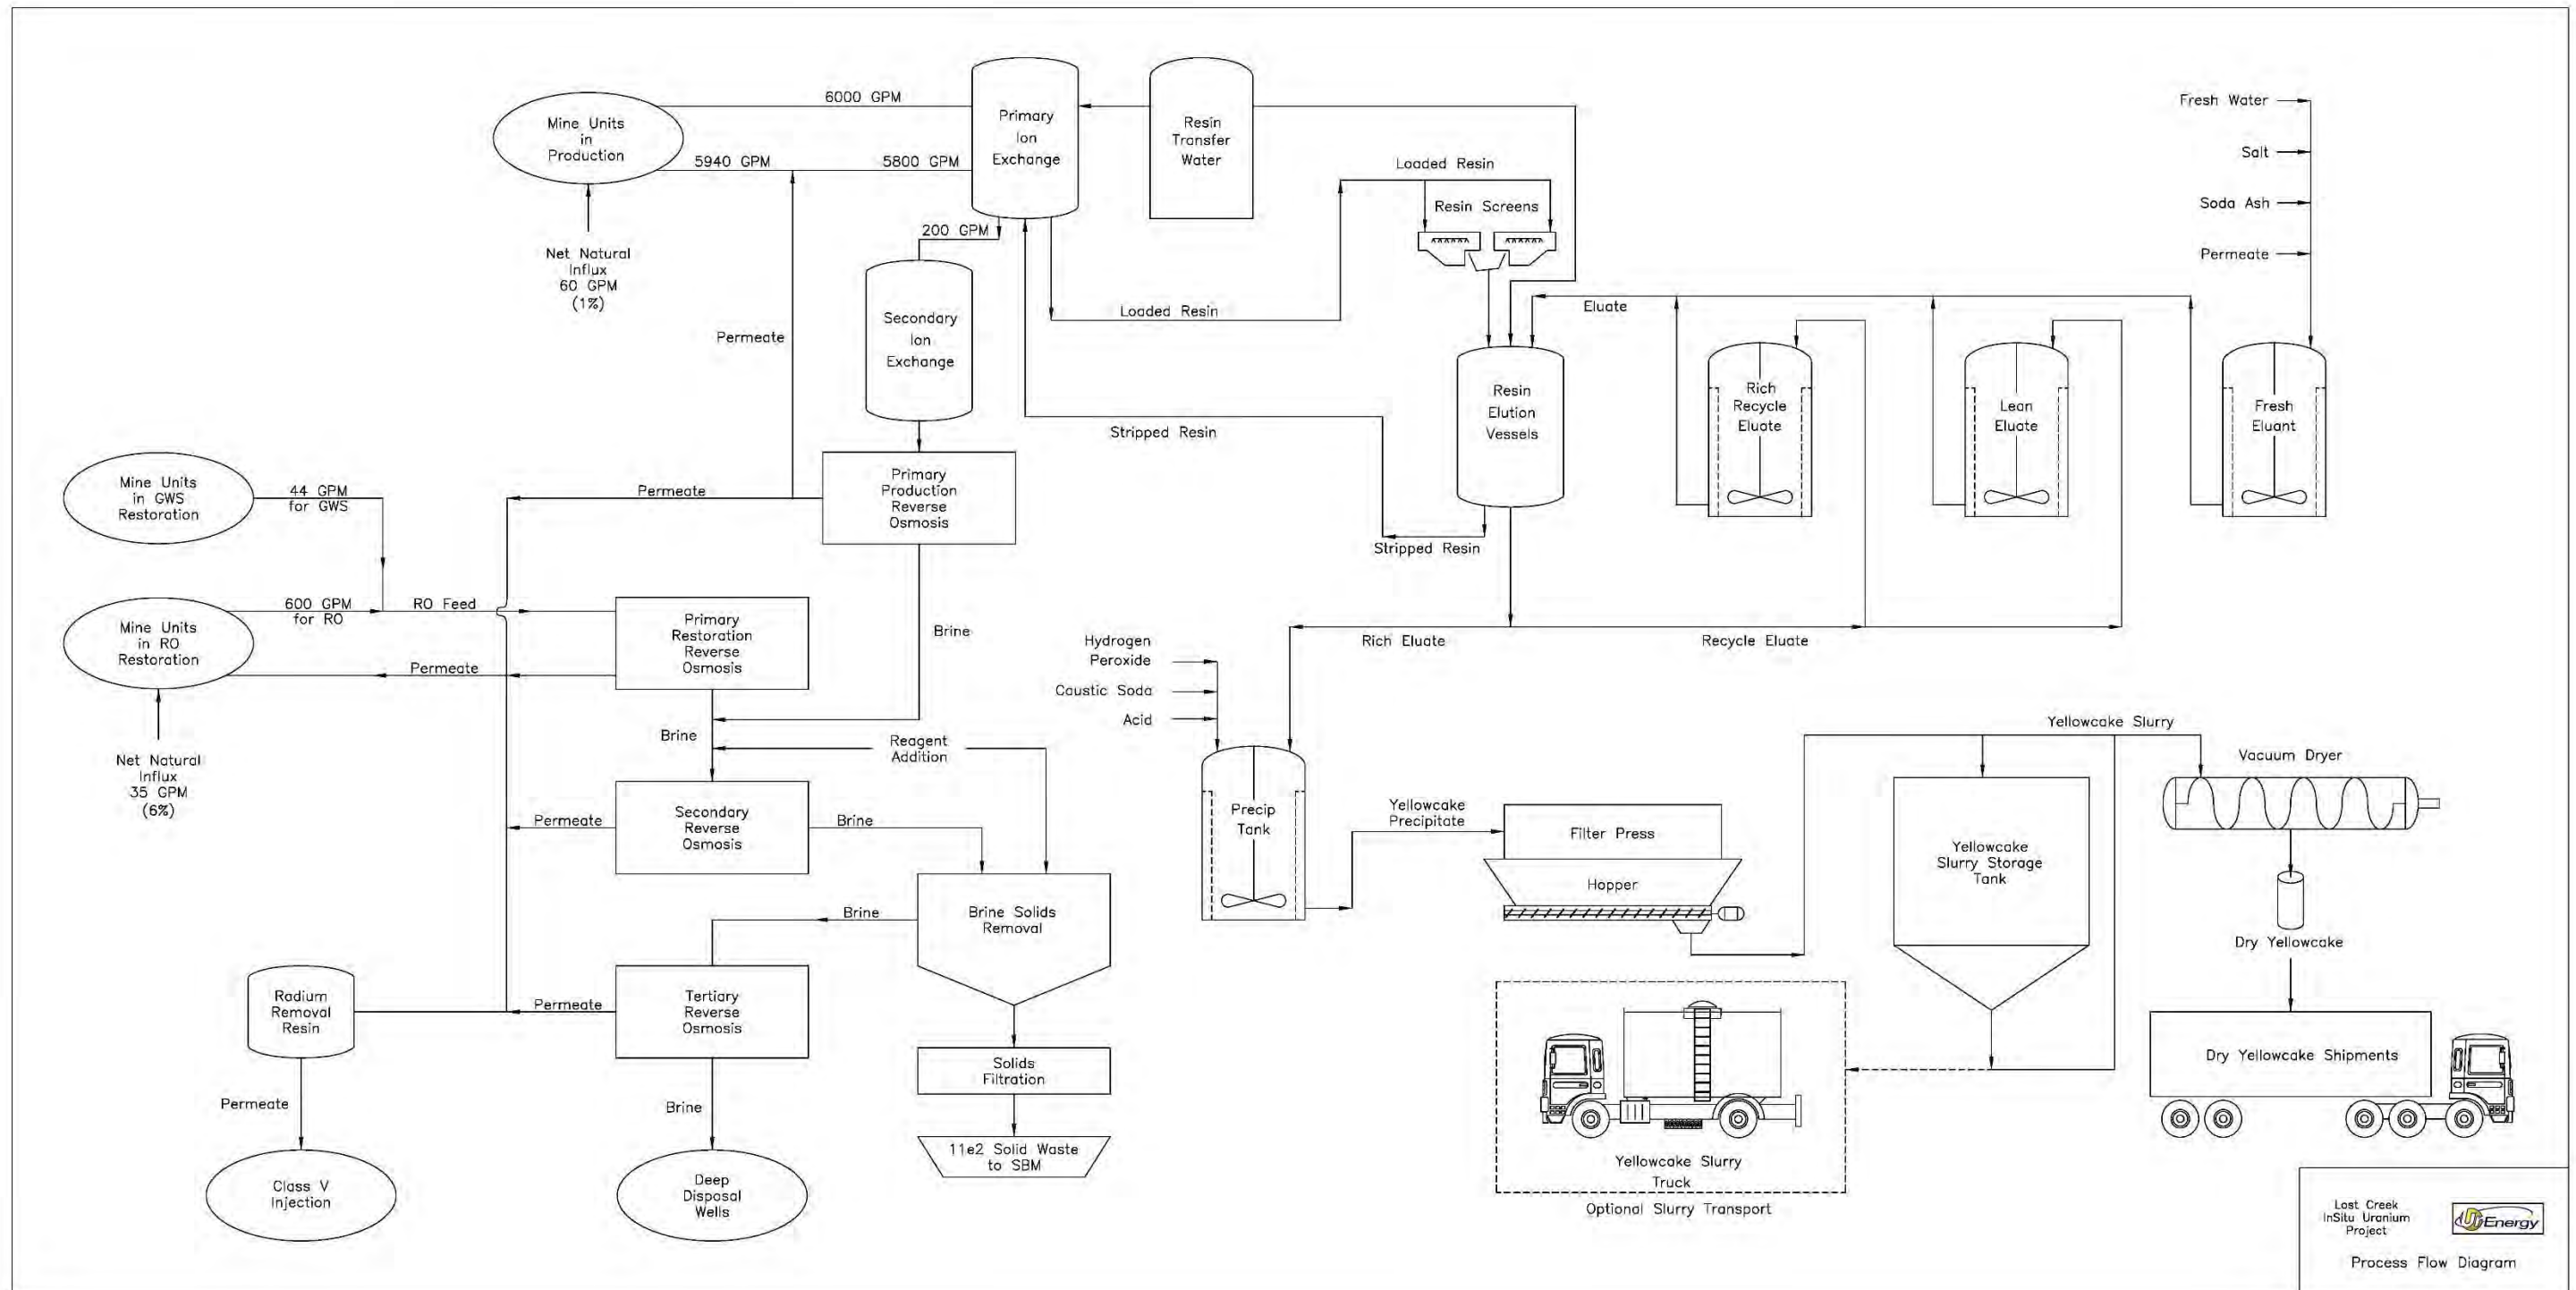 6000 GPM
Mine Units
in
Production
5940 GPM
5800 GPM
Primary
Ion
Exchange
Resin
Transfer
Water
Loaded Resin
Resin Screens
Fresh Water
Salt
Soda Ash
Permeate
Net Natural
Influx
60 GPM
(1%)
200 GPM
Secondary
Ion
Exchange
Permeate
Loaded Resin
Eluate
Resin
Elution
Vessels
Rich
Recycle
Eluate
Lean
Eluate
Fresh
Eluant
Stripped Resin
Stripped Resin
Mine Units
in GWS
Restoration
44 GPM
for GWS
Permeate
Primary
Production
Reverse
Osmosis
Mine Units
in RO
Restoration
600 GPM
for RO
RO Feed
Permeate
Primary
Restoration
Reverse
Osmosis
Brine
Net Natural
Influx
35 GPM
(6%)
Brine
Reagent
Addition
Hydrogen
Peroxide
Caustic Soda
Acid
Rich Eluate
Recycle Eluate
Permeate
Secondary
Reverse
Osmosis
Brine
Precip
Tank
Yellowcake
Precipitate
Filter Press
Hopper
Yellowcake Slurry
Yellowcake
Slurry Storage
Tank
Vacuum Dryer
Dry Yellowcake
Brine
Brine Solids
Removal
Radium
Removal
Resin
Permeate
Tertiary
Reverse
Osmosis
Solids
Filtration
Permeate
Brine
11e2 Solid Waste
to SBM
Class V
Injection
Deep
Disposal
Wells
Yellowcake Slurry
Truck
Optional Slurry Transport
Dry Yellowcake Shipments
Lost Creek
InSitu Uranium
Project
Energy
Process Flow Diagram